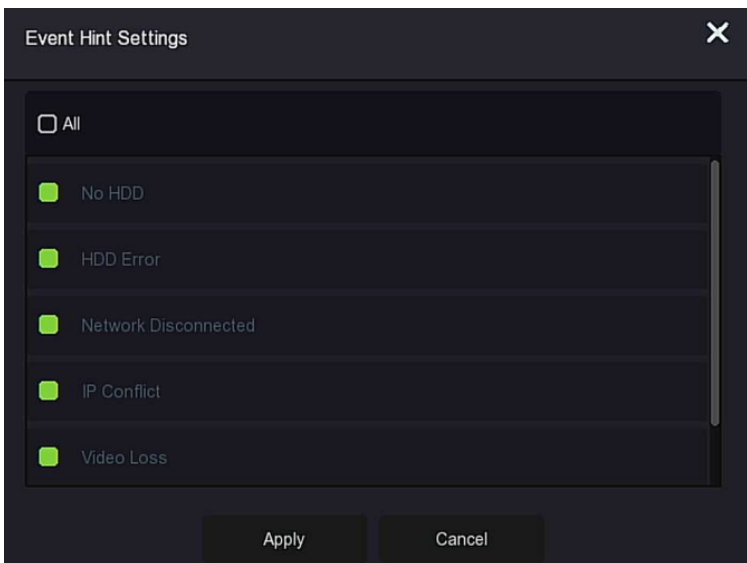 Event Hint Settings
All
No HDD
HDD Error
Network Disconnected
IP Conflict
Video Loss
Apply
Cancel